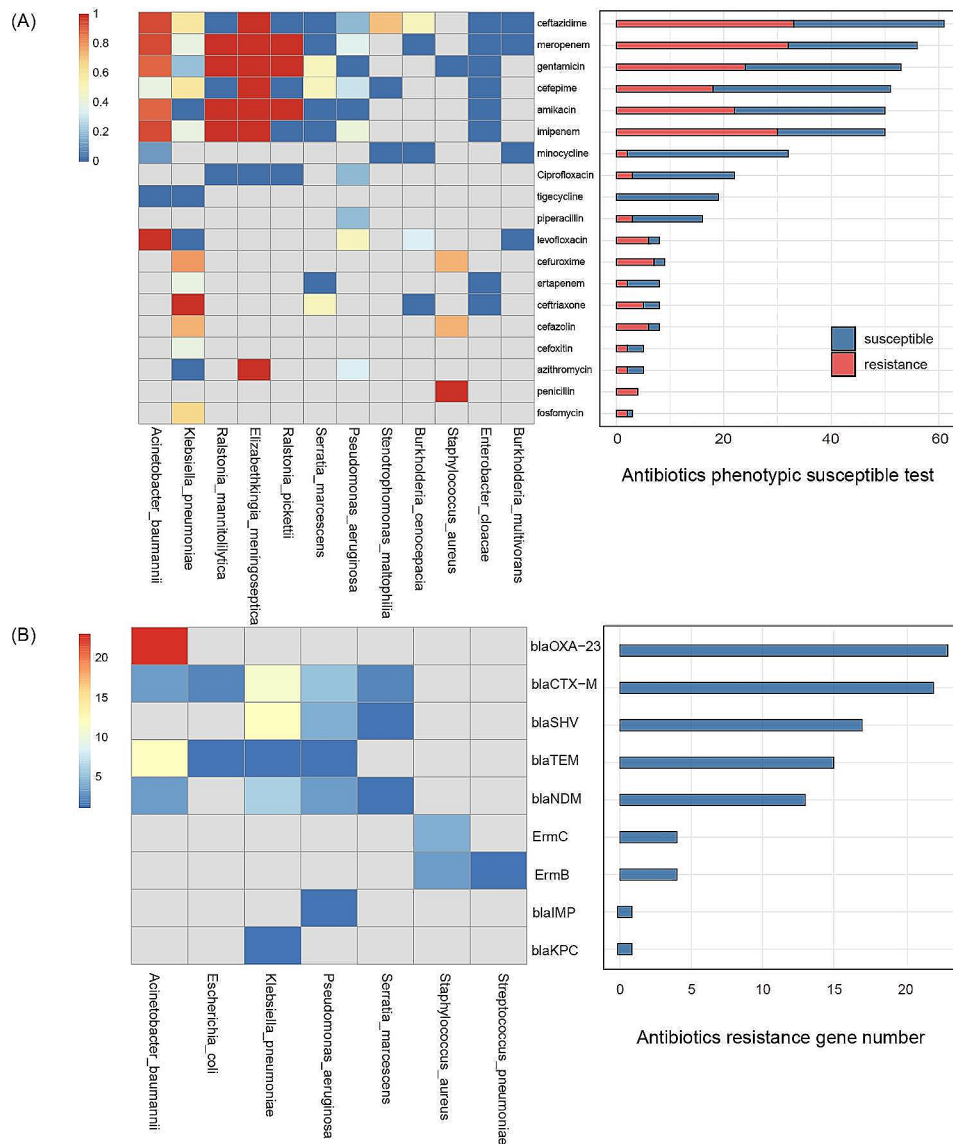 (A)
1
0.8
0.6
0.4
0.2
0
ceftazidime
meropenem
gentamicin
cefepime
amikacin
imipenem
minocycline
Ciprofloxacin
tigecycline
piperacillin
levofloxacin
cefuroxime
ertapenem
ceftriaxone
cefazolin
cefoxitin
azithromycin
penicillin
fosfomycin
Acinetobacter_baumannii
Klebsiella_pneumoniae
Ralstonia_mannitolilytica
Elizabethkingia_meningoseptica
Ralstonia_pickettii
Serratia_marcescens
Pseudomonas_aeruginosa
Stenotrophomonas_maltophilia
Burkholderia_cenocepacia
Staphylococcus_aureus
Enterobacter_cloacae
Burkholderia_multivorans
susceptible
resistance
0 20 40 60
Antibiotics phenotypic susceptible test
(B)
20
15
10
5
blaOXA-23
blaCTX-M
blaSHV
blaTEM
blaNDM
ErmC
ErmB
blaIMP
blaKPC
Acinetobacter_baumannii
Escherichia_coli
Klebsiella_pneumoniae
Pseudomonas_aeruginosa
Serratia_marcescens
Staphylococcus_aureus
Streptococcus_pneumoniae
0 5 10 15 20
Antibiotics resistance gene number